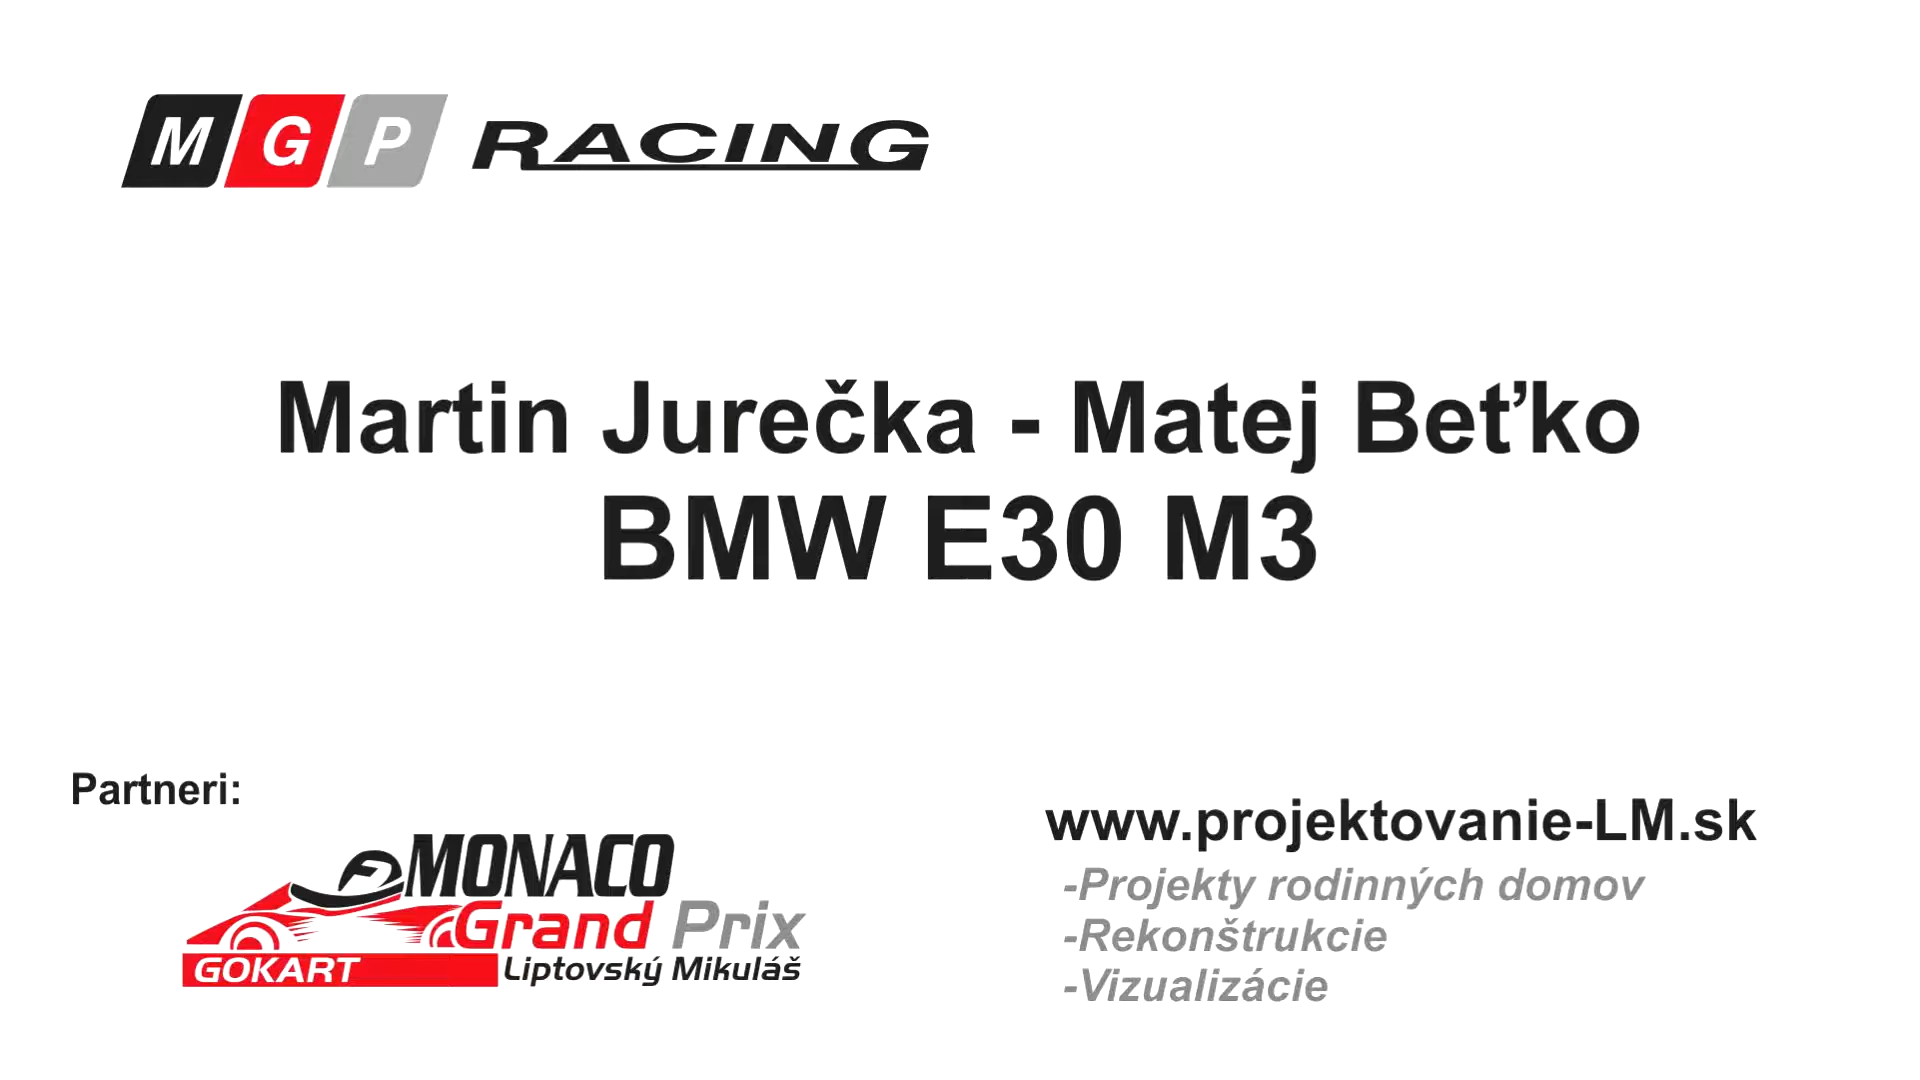 MGP RACING
Martin Jurečka - Matej Beťko
BMW E30 M3
Partneri:
MONACO
Grand Prix
GOKART Liptovský Mikuláš
www.projektovanie-LM.sk
-Projekty rodinných domov
-Rekonštrukcie
-Vizualizácie